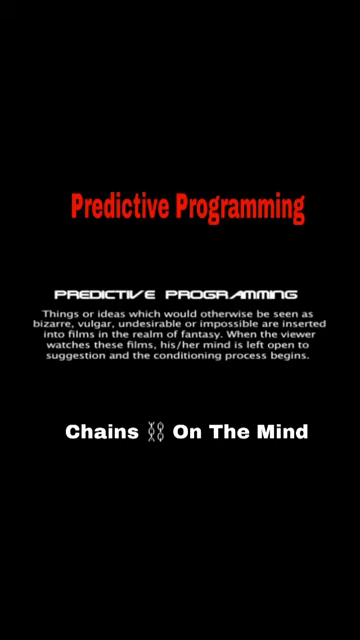 Predictive Programming
PREDICTIVE PROGRAMMING
Things or ideas which would otherwise be seen as
bizarre, vulgar, undesirable or impossible are inserted
into films in the realm of fantasy. When the viewer
watches these films, his/her mind is left open to
suggestion and the conditioning process begins.
Chains ⛓ On The Mind